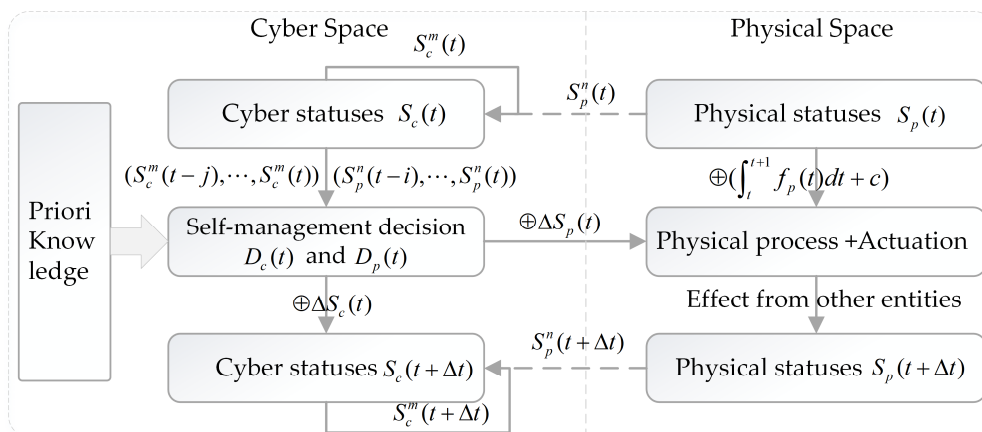 Cyber Space
Physical Space
S_c^m(t)
S_p^n(t)
Cyber statuses S_c(t)
Physical statuses S_p(t)
(S_c^m(t−j),⋯,S_c^m(t)) (S_p^n(t−i),⋯,S_p^n(t))
⊕(∫_t^{t+1} f_p(t)dt+c)
Priori
Know
ledge
Self-management decision
D_c(t) and D_p(t)
⊕ΔS_p(t)
Physical process +Actuation
⊕ΔS_c(t)
Effect from other entities
S_p^n(t+Δt)
Cyber statuses S_c(t+Δt)
Physical statuses S_p(t+Δt)
S_c^m(t+Δt)